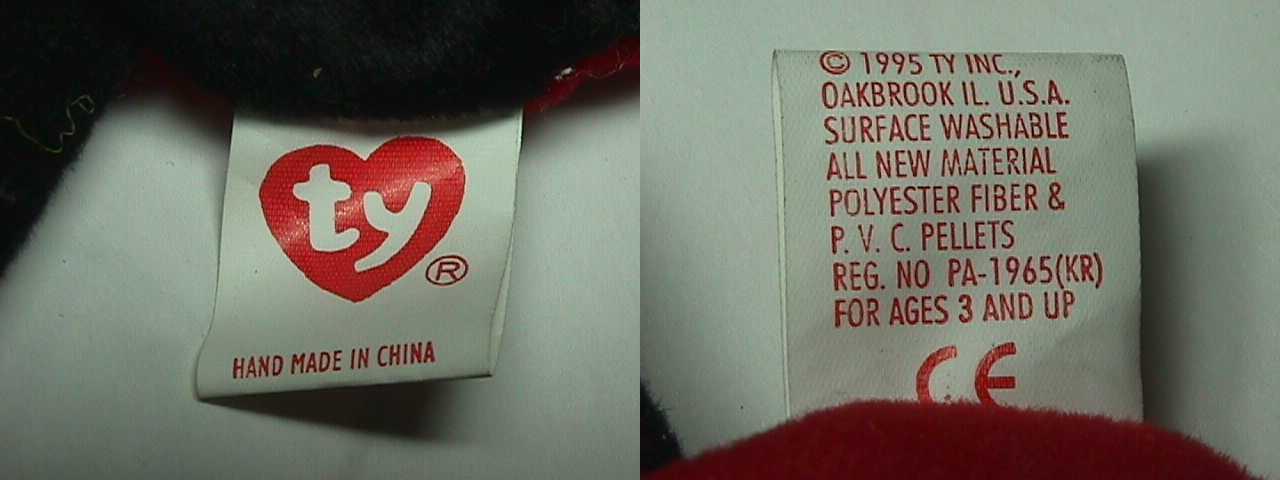 ty
®
HAND MADE IN CHINA
© 1995 TY INC.,
OAKBROOK IL. U.S.A.
SURFACE WASHABLE
ALL NEW MATERIAL
POLYESTER FIBER &
P. V. C. PELLETS
REG. NO PA-1965(KR)
FOR AGES 3 AND UP
CE